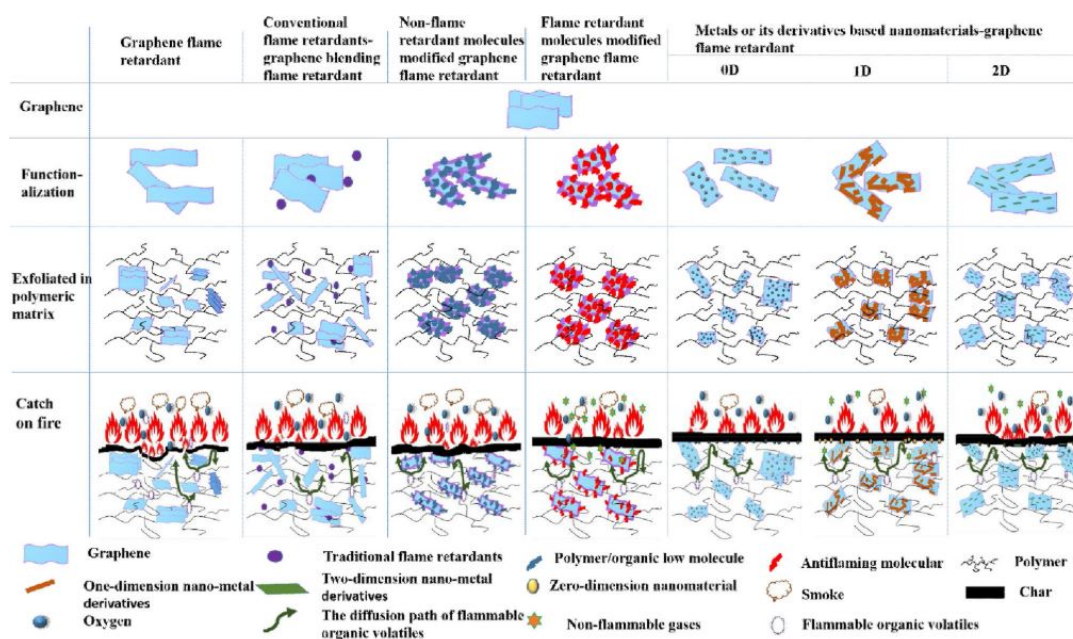 Graphene flame
retardant
Conventional
flame retardants-
graphene blending
flame retardant
Non-flame
retardant molecules
modified graphene
flame retardant
Flame retardant
molecules modified
graphene flame
retardant
Metals or its derivatives based nanomaterials-graphene
flame retardant
0D
1D
2D
Graphene
Function-
alization
Exfoliated in
polymeric
matrix
Catch
on fire
Graphene
Traditional flame retardants
Polymer/organic low molecule
Antiflaming molecular
Polymer
One-dimension nano-metal
derivatives
Two-dimension nano-metal
derivatives
Zero-dimension nanomaterial
Smoke
Char
Oxygen
The diffusion path of flammable
organic volatiles
Non-flammable gases
Flammable organic volatiles